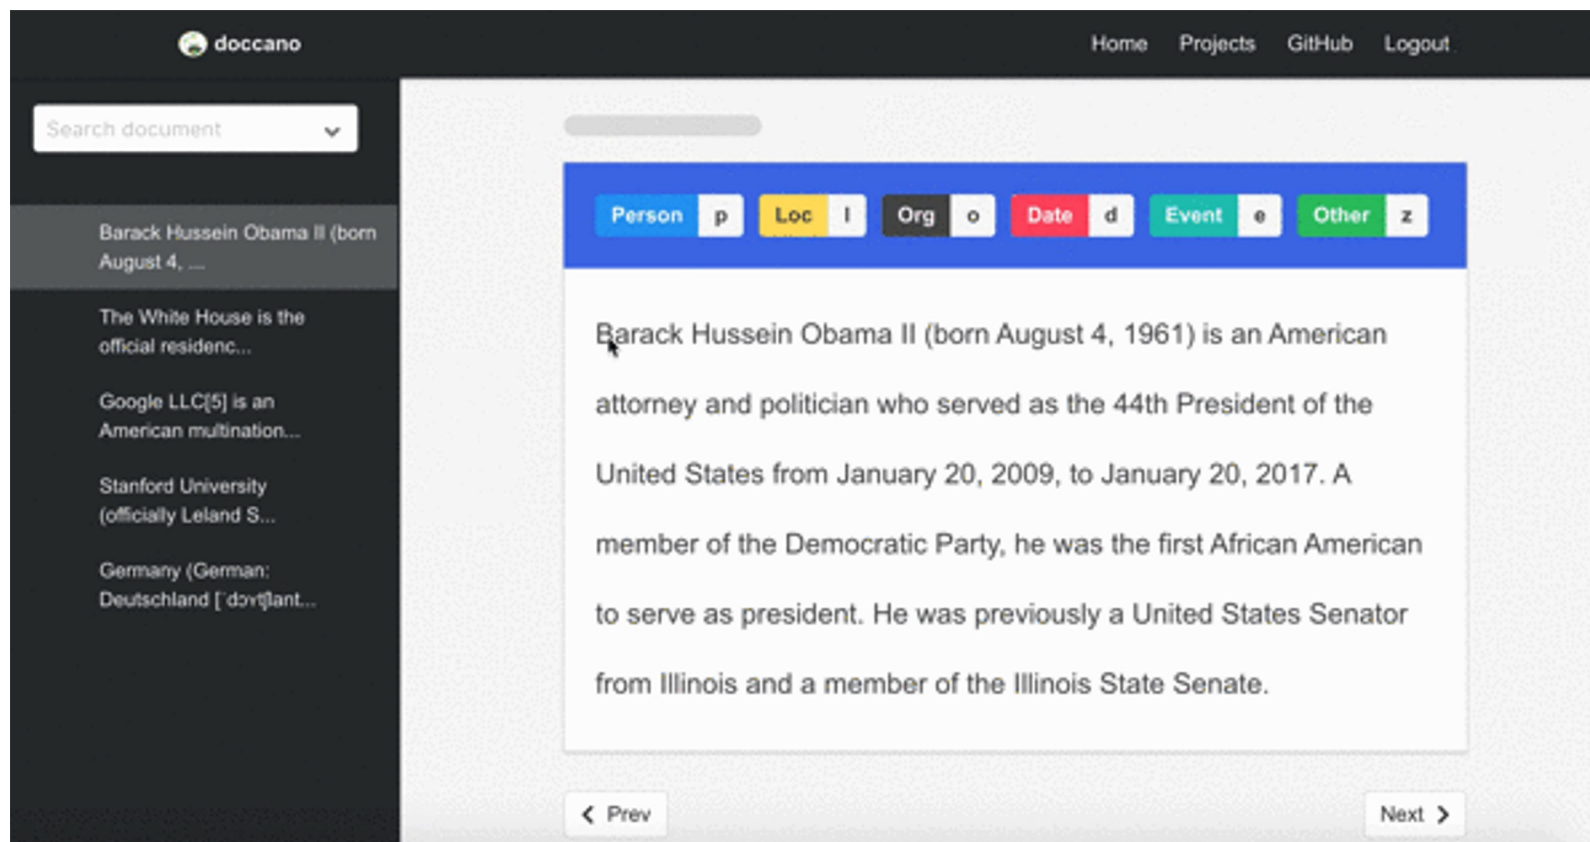 doccano
Home Projects GitHub Logout
Search document
Barack Hussein Obama II (born
August 4, ...
The White House is the
official residenc...
Google LLC[5] is an
American multination...
Stanford University
(officially Leland S...
Germany (German:
Deutschland [ˈdɔʏtʃlant...
Person p Loc l Org o Date d Event e Other z
Barack Hussein Obama II (born August 4, 1961) is an American
attorney and politician who served as the 44th President of the
United States from January 20, 2009, to January 20, 2017. A
member of the Democratic Party, he was the first African American
to serve as president. He was previously a United States Senator
from Illinois and a member of the Illinois State Senate.
Prev
Next